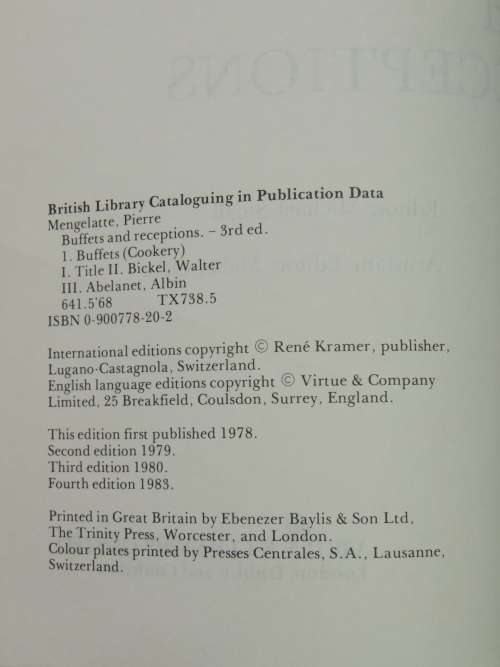 British Library Cataloguing in Publication Data
Mengelatte, Pierre
Buffets and receptions. – 3rd ed.
1. Buffets (Cookery)
I. Title II. Bickel, Walter
III. Abelanet, Albin
641.5'68 TX738.5
ISBN 0-900778-20-2
International editions copyright © René Kramer, publisher,
Lugano-Castagnola, Switzerland.
English language editions copyright © Virtue & Company
Limited, 25 Breakfield, Coulsdon, Surrey, England.
This edition first published 1978.
Second edition 1979.
Third edition 1980.
Fourth edition 1983.
Printed in Great Britain by Ebenezer Baylis & Son Ltd,
The Trinity Press, Worcester, and London.
Colour plates printed by Presses Centrales, S.A., Lausanne,
Switzerland.